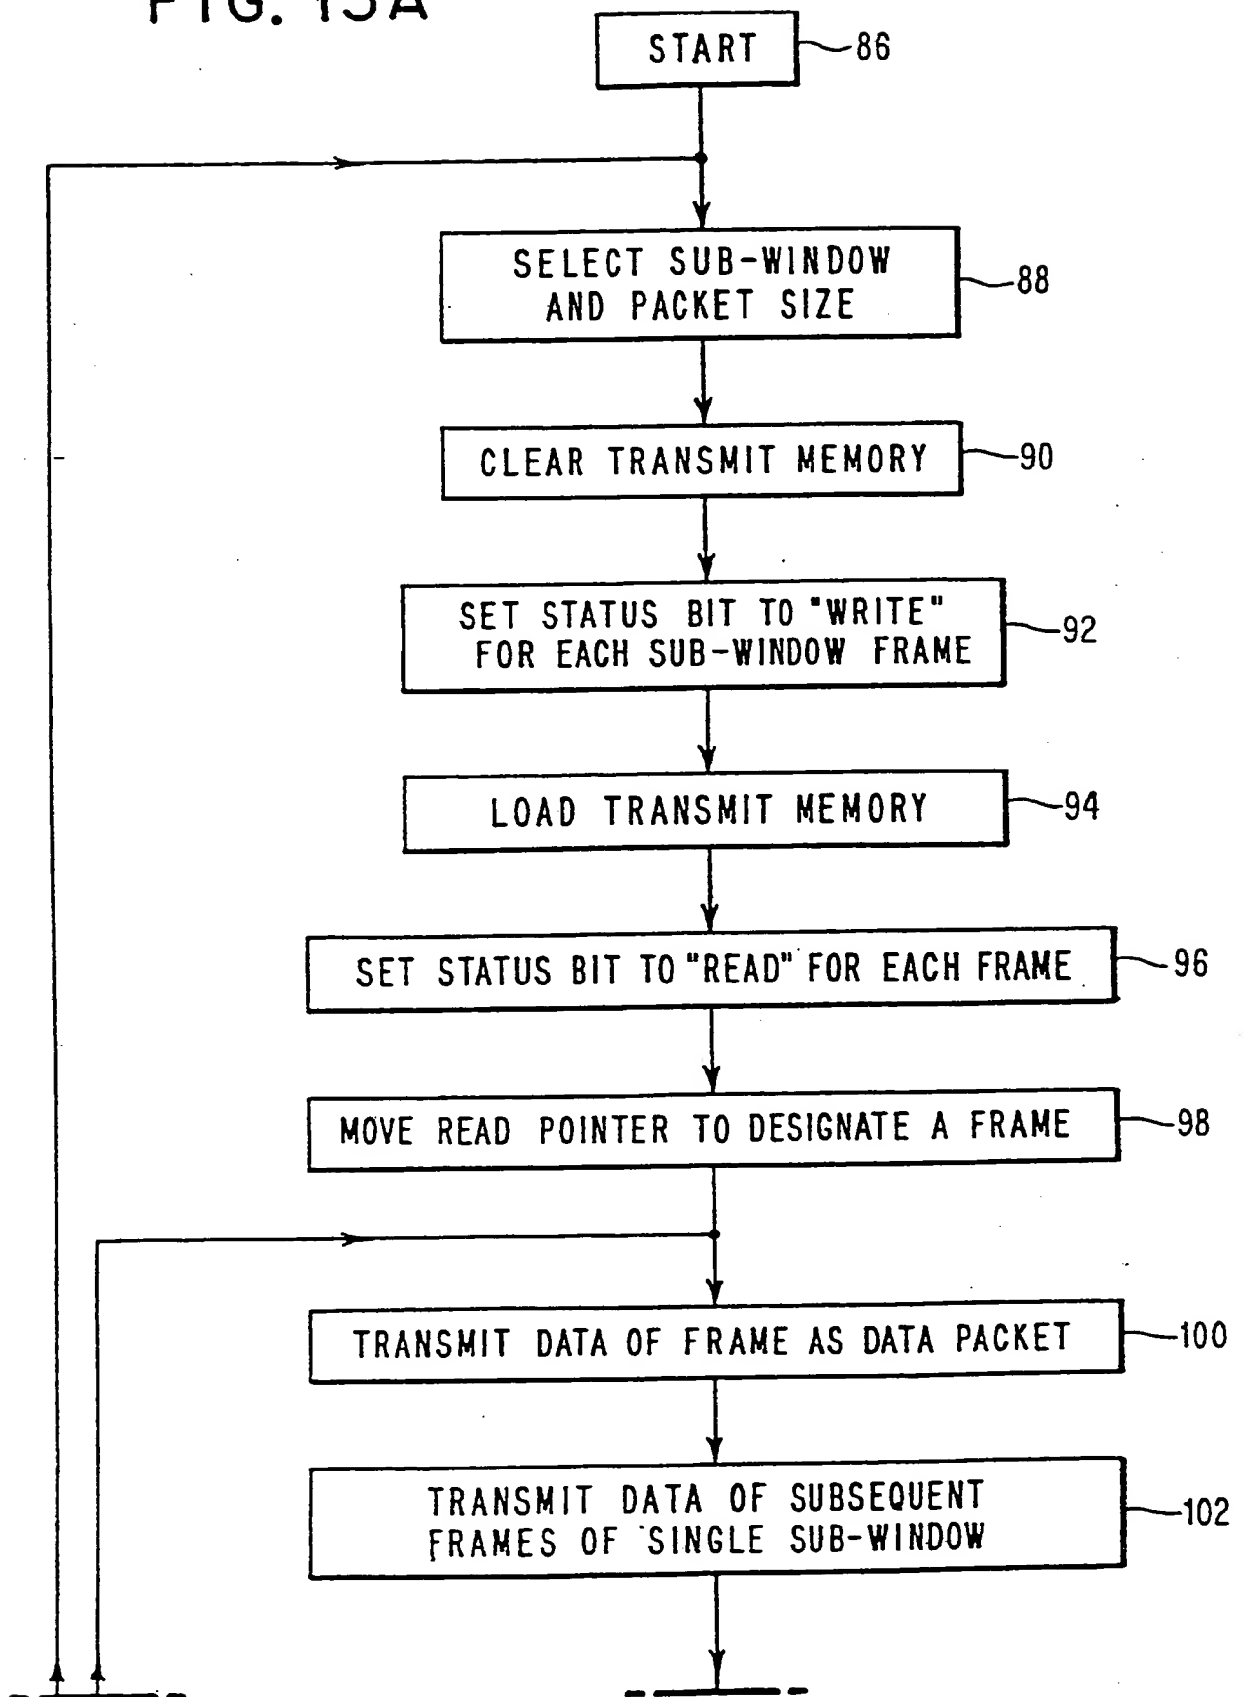 FIG. 15A
START
86
SELECT SUB-WINDOW
AND PACKET SIZE
88
CLEAR TRANSMIT MEMORY
90
SET STATUS BIT TO "WRITE"
FOR EACH SUB-WINDOW FRAME
92
LOAD TRANSMIT MEMORY
94
SET STATUS BIT TO "READ" FOR EACH FRAME
96
MOVE READ POINTER TO DESIGNATE A FRAME
98
TRANSMIT DATA OF FRAME AS DATA PACKET
100
TRANSMIT DATA OF SUBSEQUENT
FRAMES OF SINGLE SUB-WINDOW
102